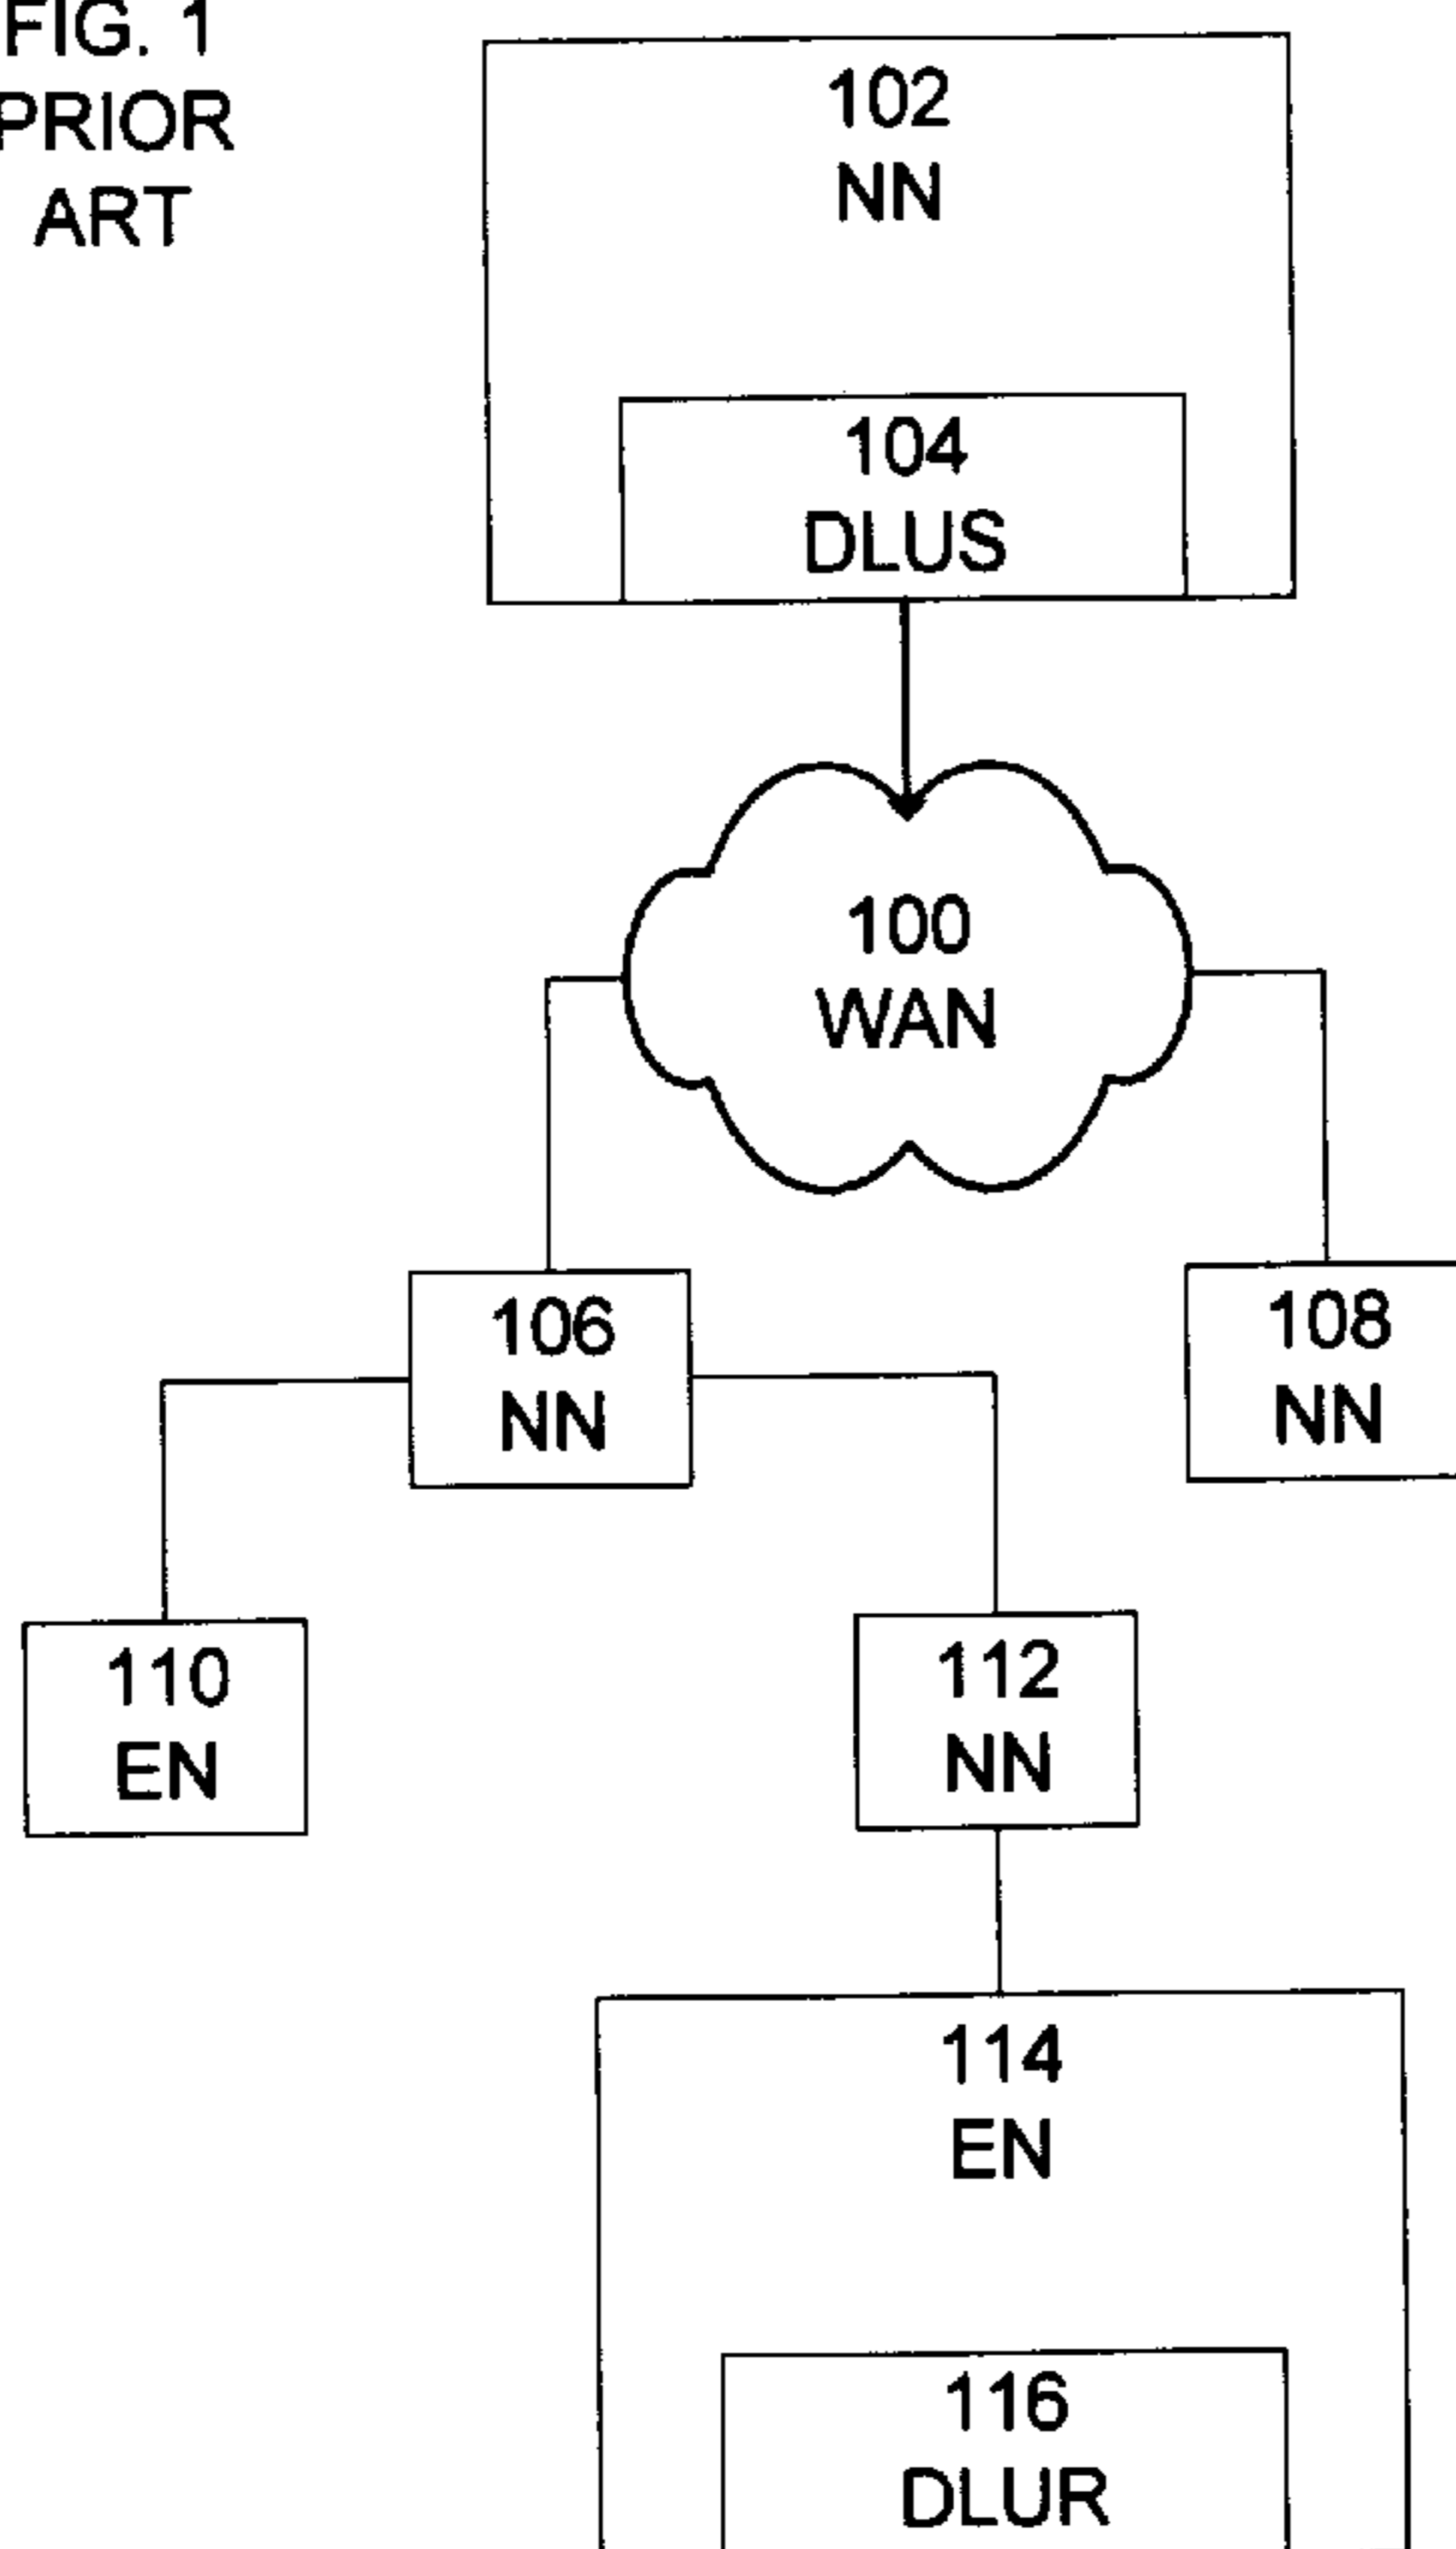 FIG. 1
PRIOR
ART
102
NN
104
DLUS
100
WAN
106
NN
108
NN
110
EN
112
NN
114
EN
116
DLUR